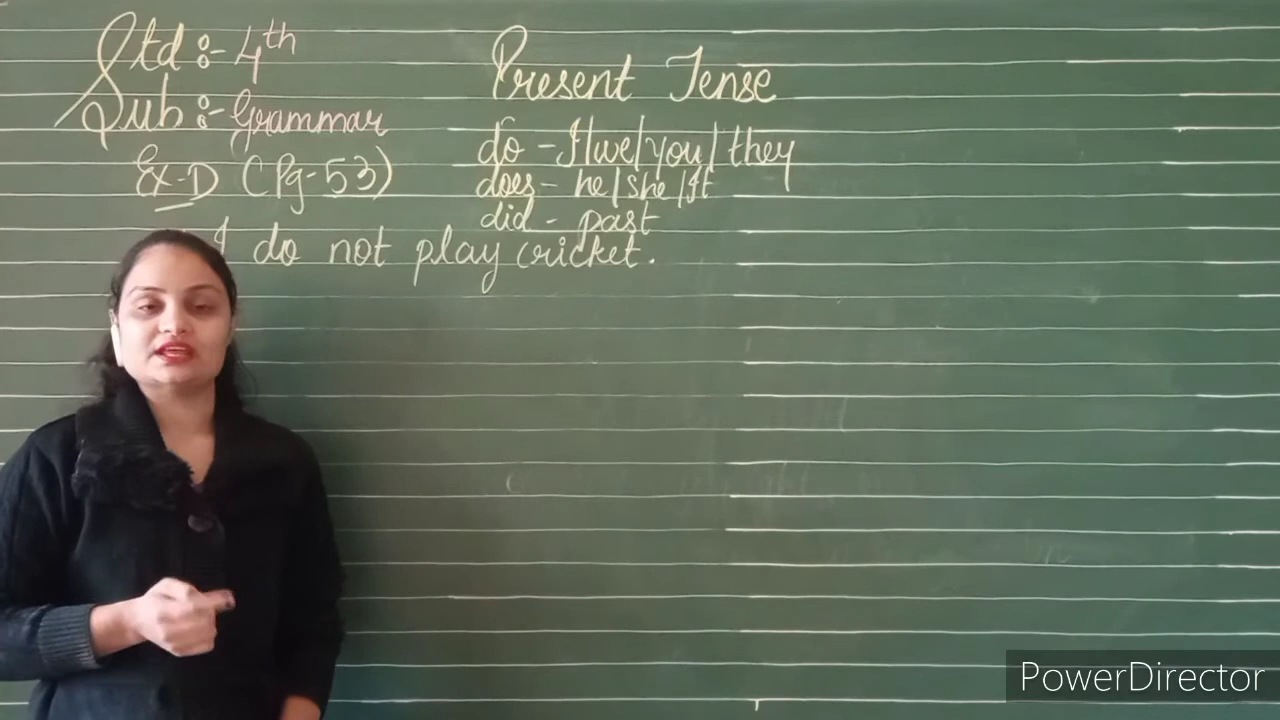 Std :- 4th
Sub :- Grammar
Ex-D (Pg-53)
Present Tense
do - I/we/you/they
does - he/she/It
did - past
I do not play cricket.
PowerDirector